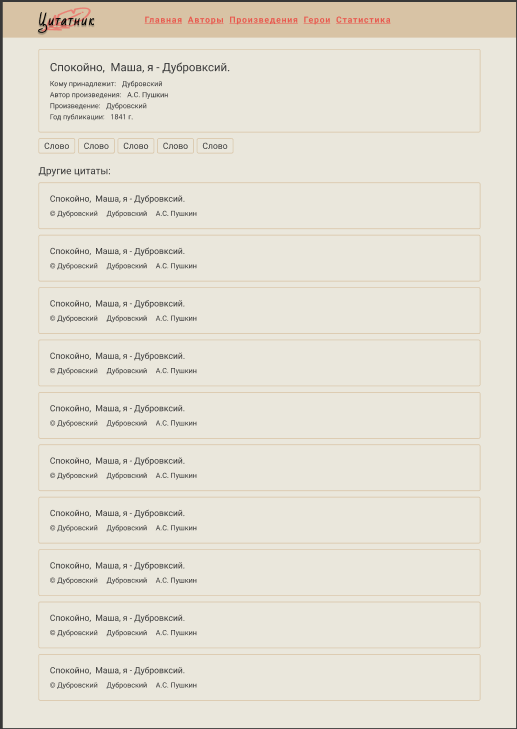 Цитатник
Главная Авторы Произведения Герои Статистика
Спокойно, Маша, я - Дубровксий.
Кому принадлежит: Дубровский
Автор произведения: А.С. Пушкин
Произведение: Дубровский
Год публикации: 1841 г.
Слово Слово Слово Слово Слово
Другие цитаты:
Спокойно, Маша, я - Дубровксий.
© Дубровский Дубровский А.С. Пушкин
Спокойно, Маша, я - Дубровксий.
© Дубровский Дубровский А.С. Пушкин
Спокойно, Маша, я - Дубровксий.
© Дубровский Дубровский А.С. Пушкин
Спокойно, Маша, я - Дубровксий.
© Дубровский Дубровский А.С. Пушкин
Спокойно, Маша, я - Дубровксий.
© Дубровский Дубровский А.С. Пушкин
Спокойно, Маша, я - Дубровксий.
© Дубровский Дубровский А.С. Пушкин
Спокойно, Маша, я - Дубровксий.
© Дубровский Дубровский А.С. Пушкин
Спокойно, Маша, я - Дубровксий.
© Дубровский Дубровский А.С. Пушкин
Спокойно, Маша, я - Дубровксий.
© Дубровский Дубровский А.С. Пушкин
Спокойно, Маша, я - Дубровксий.
© Дубровский Дубровский А.С. Пушкин